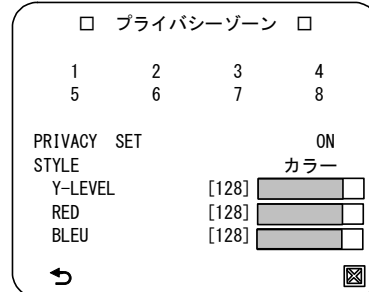 □ プライバシーゾーン □
1 2 3 4
5 6 7 8
PRIVACY SET ON
STYLE カラー
Y-LEVEL [128]
RED [128]
BLEU [128]